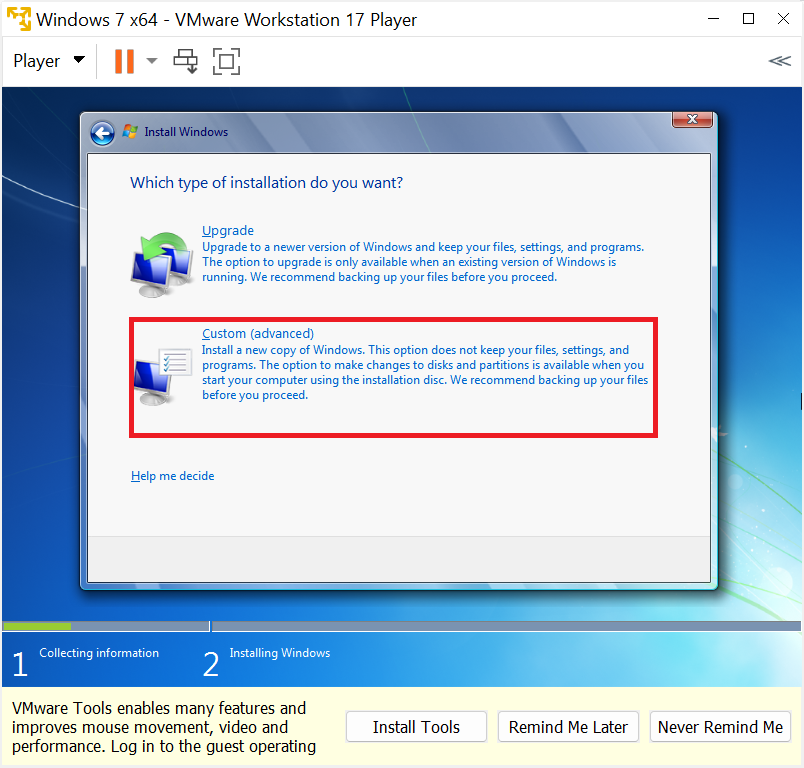 Windows 7 x64 - VMware Workstation 17 Player
Player
Install Windows
Which type of installation do you want?
Upgrade
Upgrade to a newer version of Windows and keep your files, settings, and programs.
The option to upgrade is only available when an existing version of Windows is
running. We recommend backing up your files before you proceed.
Custom (advanced)
Install a new copy of Windows. This option does not keep your files, settings, and
programs. The option to make changes to disks and partitions is available when you
start your computer using the installation disc. We recommend backing up your files
before you proceed.
Help me decide
1 Collecting information
2 Installing Windows
VMware Tools enables many features and
improves mouse movement, video and
performance. Log in to the guest operating
Install Tools
Remind Me Later
Never Remind Me